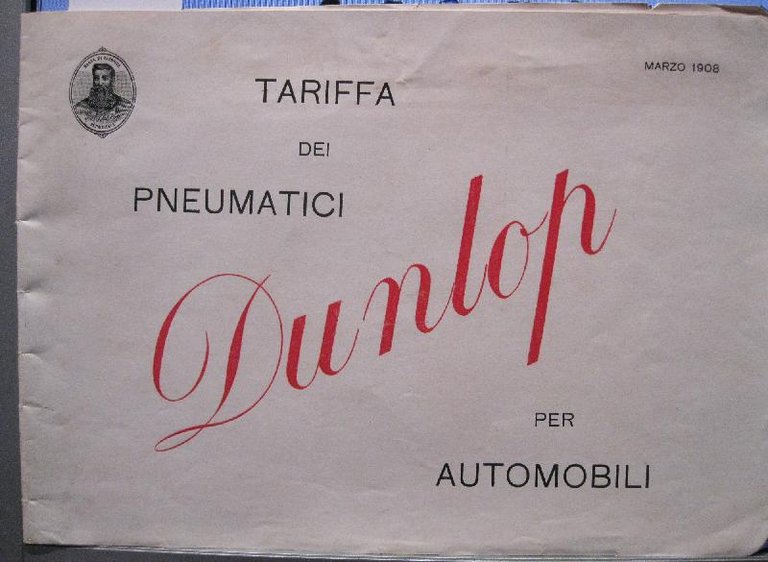 MARZO 1908
TARIFFA
DEI
PNEUMATICI
Dunlop
PER
AUTOMOBILI